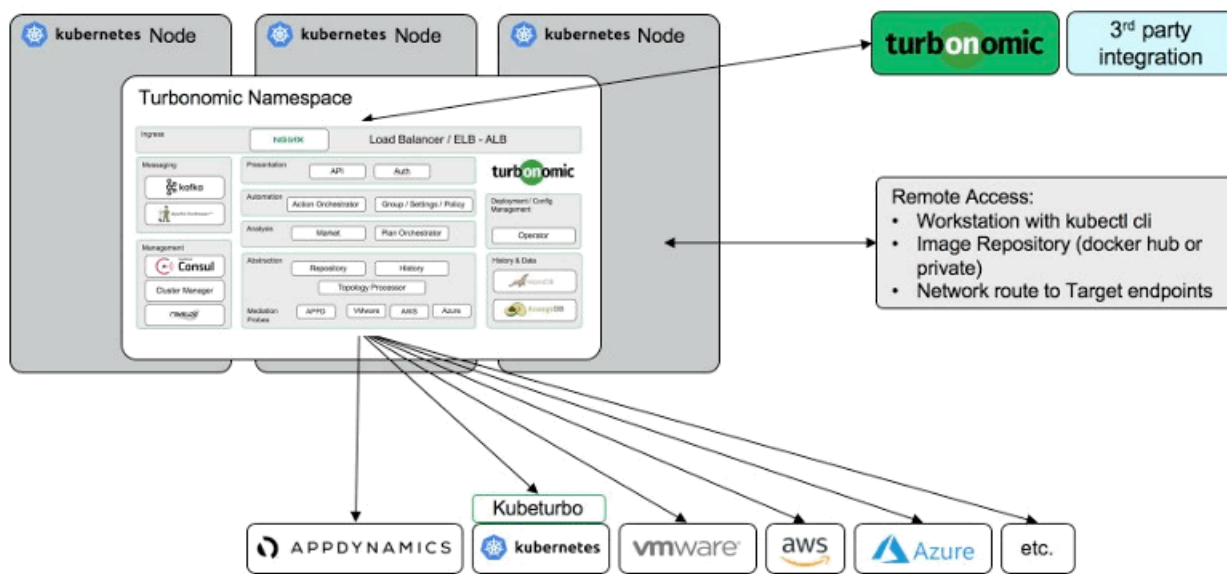 kubernetes Node
kubernetes Node
kubernetes Node
turbonomic
3rd party
integration
Turbonomic Namespace
Ingress
NGINX
Load Balancer / ELB - ALB
Messaging
kafka
Presentation
API
Auth
turbonomic
Automation
Action Orchestrator
Group / Settings / Policy
Deployment / Config
Management
Operator
Analysis
Market
Plan Orchestrator
Management
Consul
Cluster Manager
Abstraction
Repository
History
Topology Processor
Mediation
Probes
APPD
VMware
AWS
Azure
History & Data
MariaDB
ArangoDB
Remote Access:
• Workstation with kubectl cli
• Image Repository (docker hub or
private)
• Network route to Target endpoints
Kubeturbo
APPDYNAMICS
kubernetes
vmware
aws
Azure
etc.